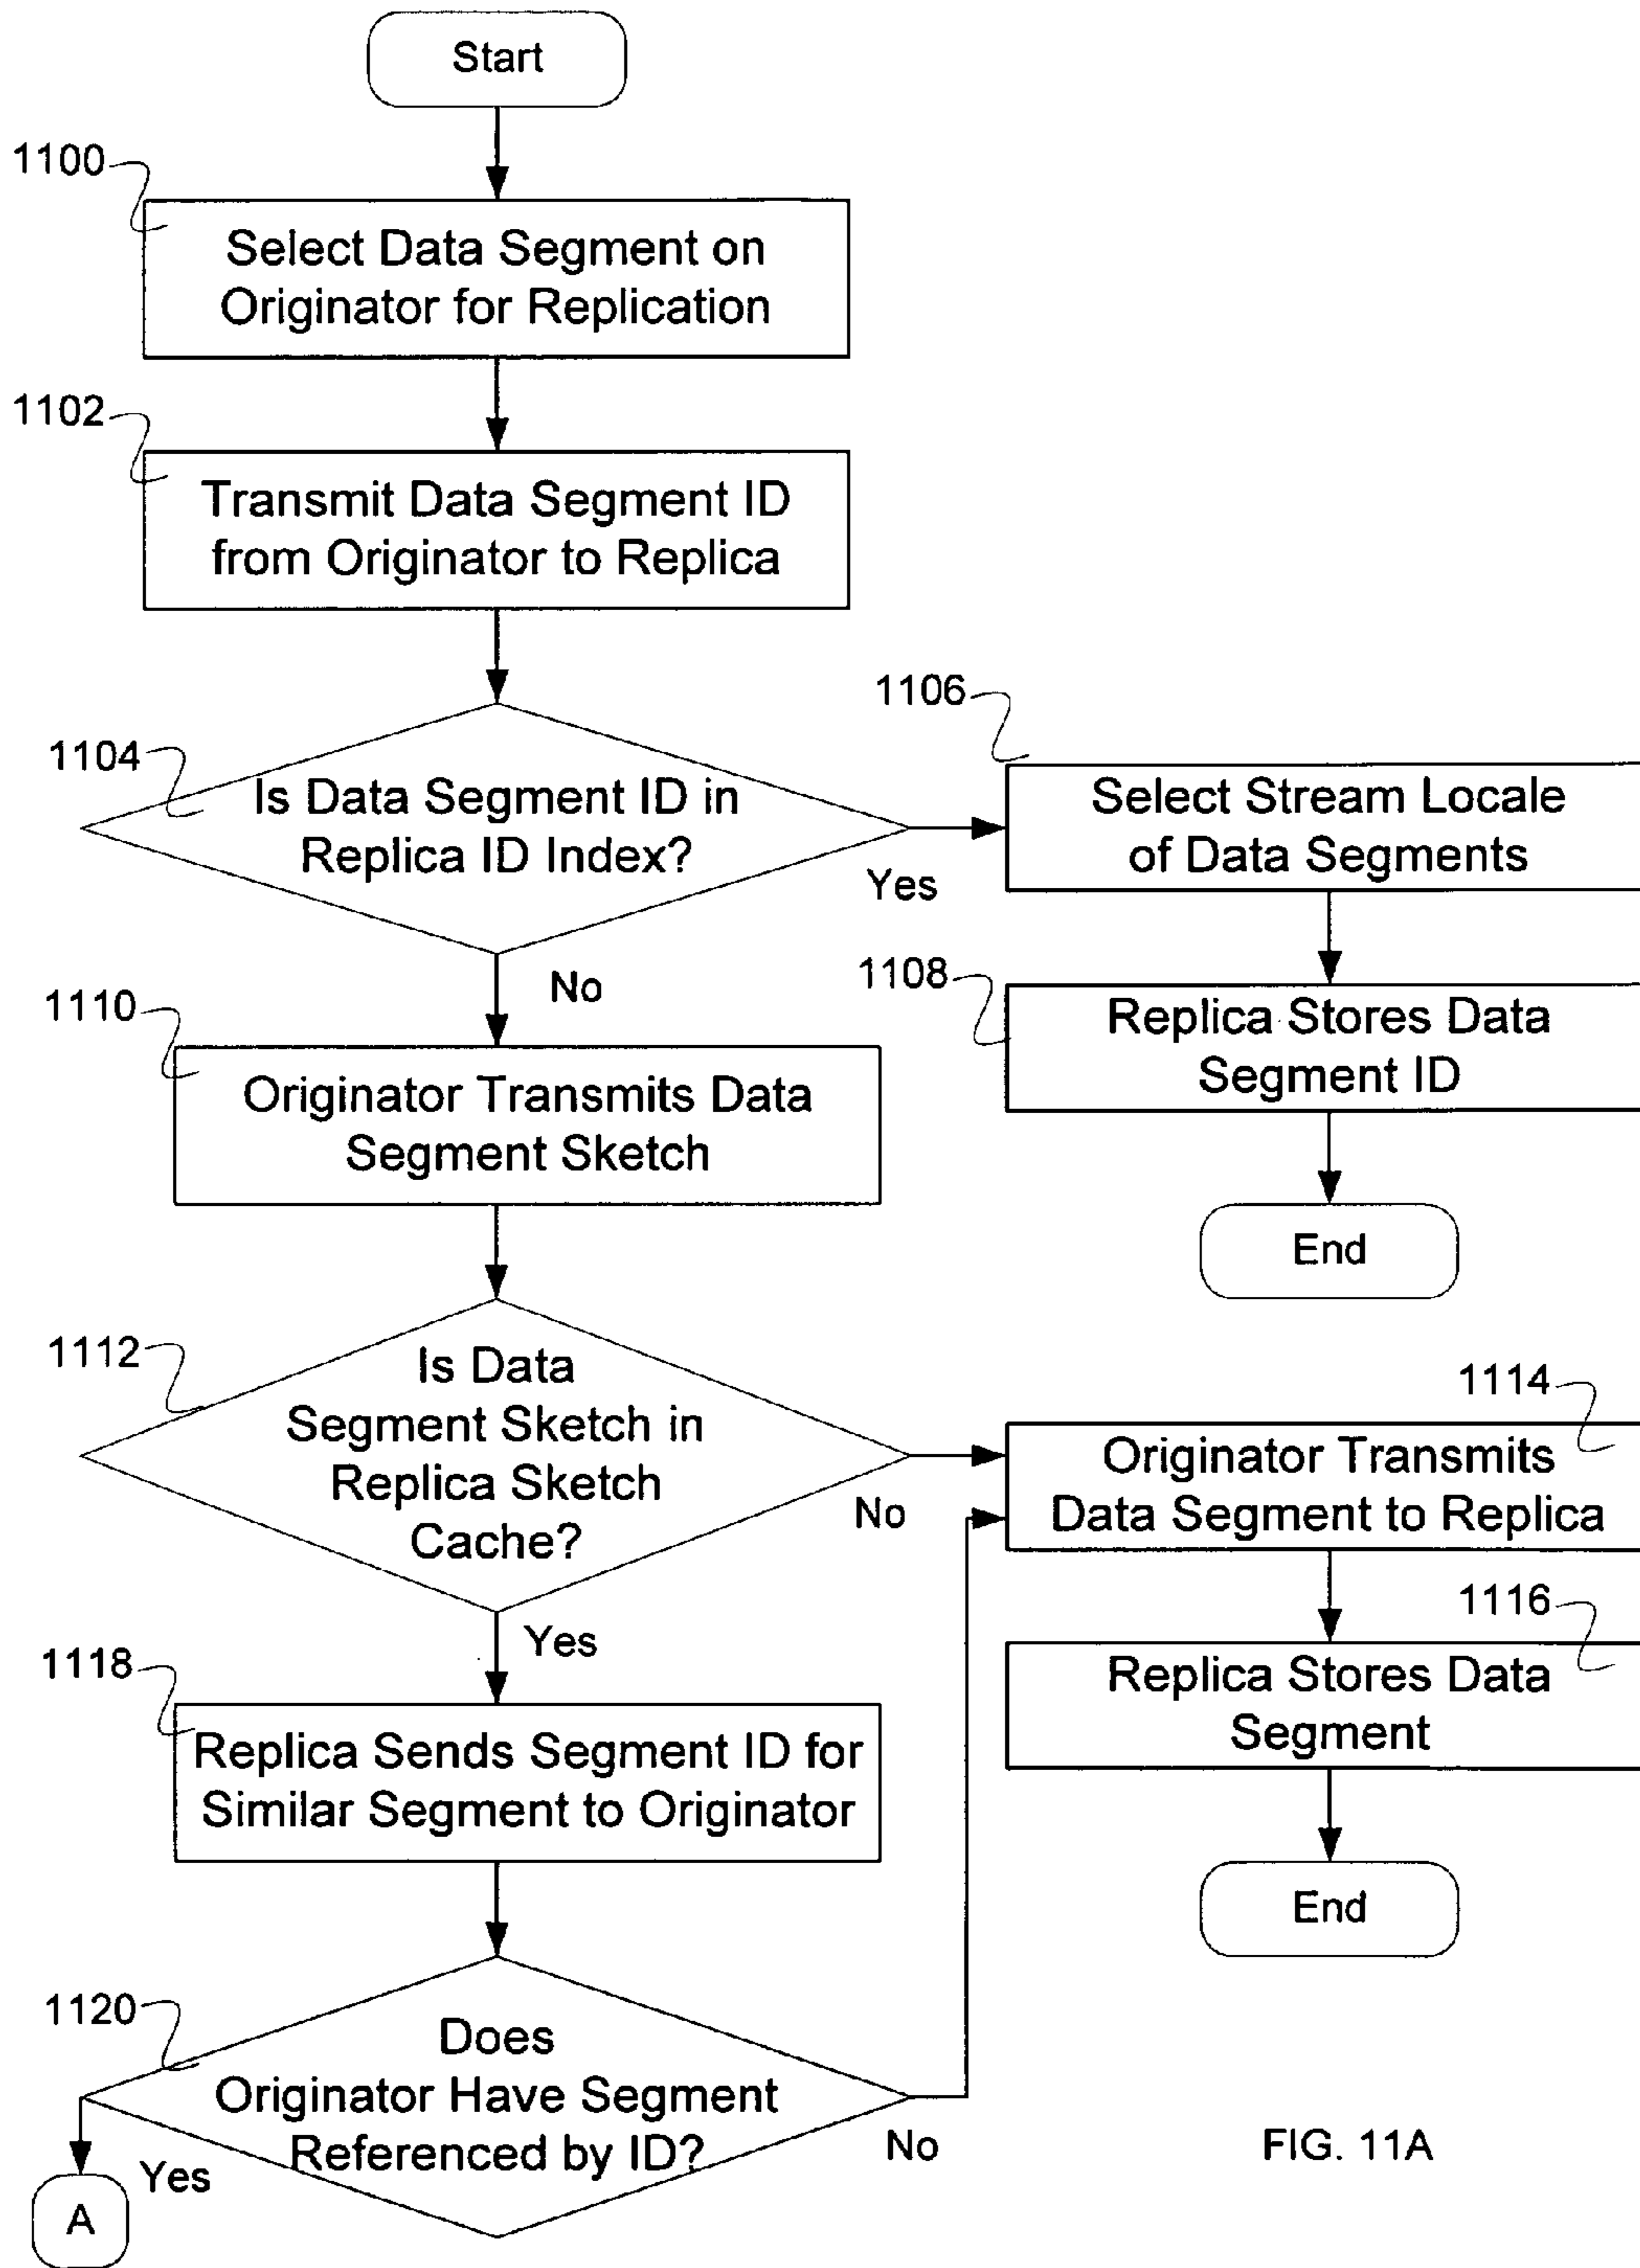 Start
1100
Select Data Segment on
Originator for Replication
1102
Transmit Data Segment ID
from Originator to Replica
1104
Is Data Segment ID in
Replica ID Index?
Yes
No
1106
Select Stream Locale
of Data Segments
1108
Replica Stores Data
Segment ID
End
1110
Originator Transmits Data
Segment Sketch
1112
Is Data
Segment Sketch in
Replica Sketch
Cache?
No
Yes
1114
Originator Transmits
Data Segment to Replica
1116
Replica Stores Data
Segment
End
1118
Replica Sends Segment ID for
Similar Segment to Originator
1120
Does
Originator Have Segment
Referenced by ID?
No
Yes
A
FIG. 11A